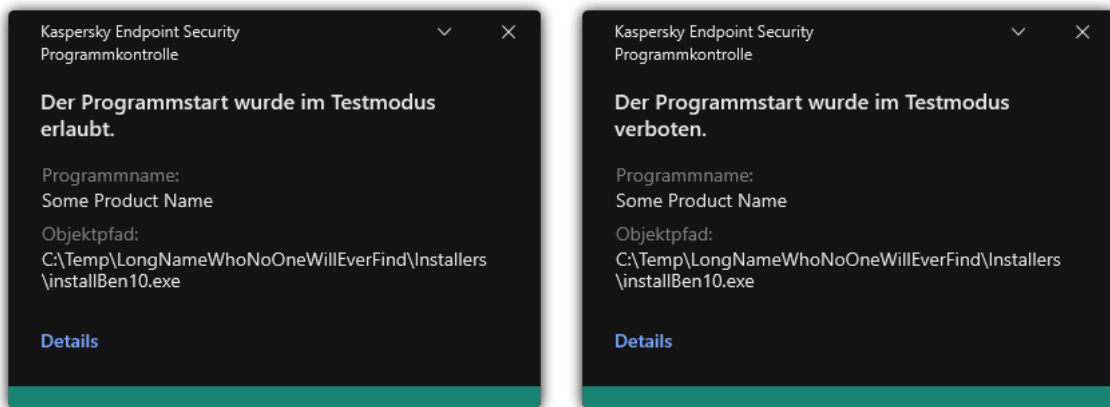 Kaspersky Endpoint Security
Programmkontrolle
Der Programmstart wurde im Testmodus
erlaubt.
Programmname:
Some Product Name
Objektpfad:
C:\Temp\LongNameWhoNoOneWillEverFind\Installers
\installBen10.exe
Details
Kaspersky Endpoint Security
Programmkontrolle
Der Programmstart wurde im Testmodus
verboten.
Programmname:
Some Product Name
Objektpfad:
C:\Temp\LongNameWhoNoOneWillEverFind\Installers
\installBen10.exe
Details